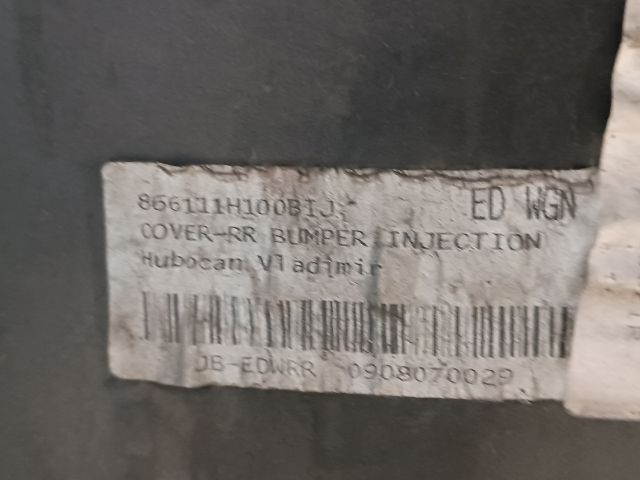 866111H100BIJ. ED WGN
COVER-RR BUMPER INJECTION
Hubocan Vladimir
JB-EDWRR 0908070029